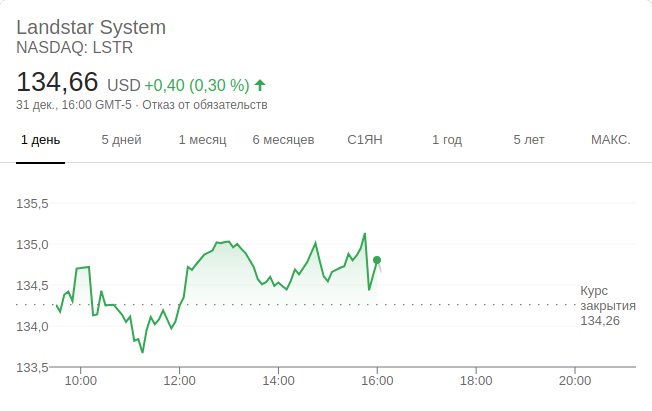 Landstar System
NASDAQ: LSTR
134,66 USD +0,40 (0,30 %)
31 дек., 16:00 GMT-5 · Отказ от обязательств
1 день 5 дней 1 месяц 6 месяцев С1ЯН 1 год 5 лет МАКС.
135,5
135,0
134,5
134,0
133,5
Курс
закрытия
134,26
10:00 12:00 14:00 16:00 18:00 20:00